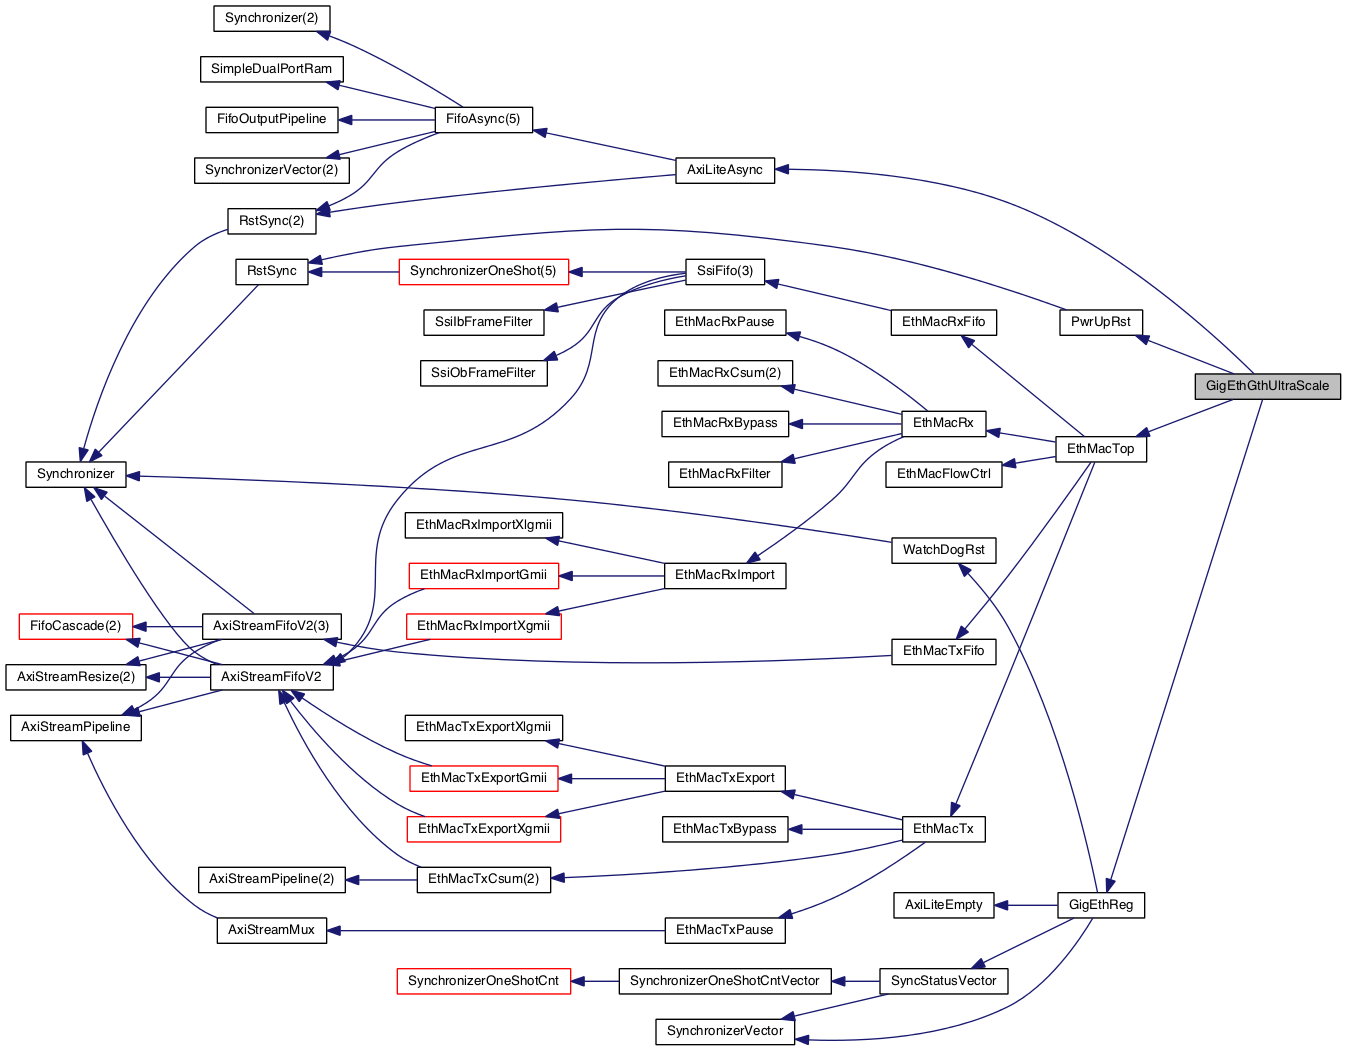 Synchronizer(2)
SimpleDualPortRam
FifoOutputPipeline
FifoAsync(5)
SynchronizerVector(2)
AxiLiteAsync
RstSync(2)
RstSync
SynchronizerOneShot(5)
SsiFifo(3)
SsiIbFrameFilter
EthMacRxPause
EthMacRxFifo
PwrUpRst
SsiObFrameFilter
EthMacRxCsum(2)
GigEthGthUltraScale
EthMacRxBypass
EthMacRx
EthMacTop
Synchronizer
EthMacRxFilter
EthMacFlowCtrl
EthMacRxImportXlgmii
WatchDogRst
EthMacRxImportGmii
EthMacRxImport
FifoCascade(2)
AxiStreamFifoV2(3)
EthMacRxImportXgmii
EthMacTxFifo
AxiStreamResize(2)
AxiStreamFifoV2
AxiStreamPipeline
EthMacTxExportXlgmii
EthMacTxExportGmii
EthMacTxExport
EthMacTxExportXgmii
EthMacTxBypass
EthMacTx
AxiStreamPipeline(2)
EthMacTxCsum(2)
AxiLiteEmpty
GigEthReg
AxiStreamMux
EthMacTxPause
SynchronizerOneShotCnt
SynchronizerOneShotCntVector
SyncStatusVector
SynchronizerVector